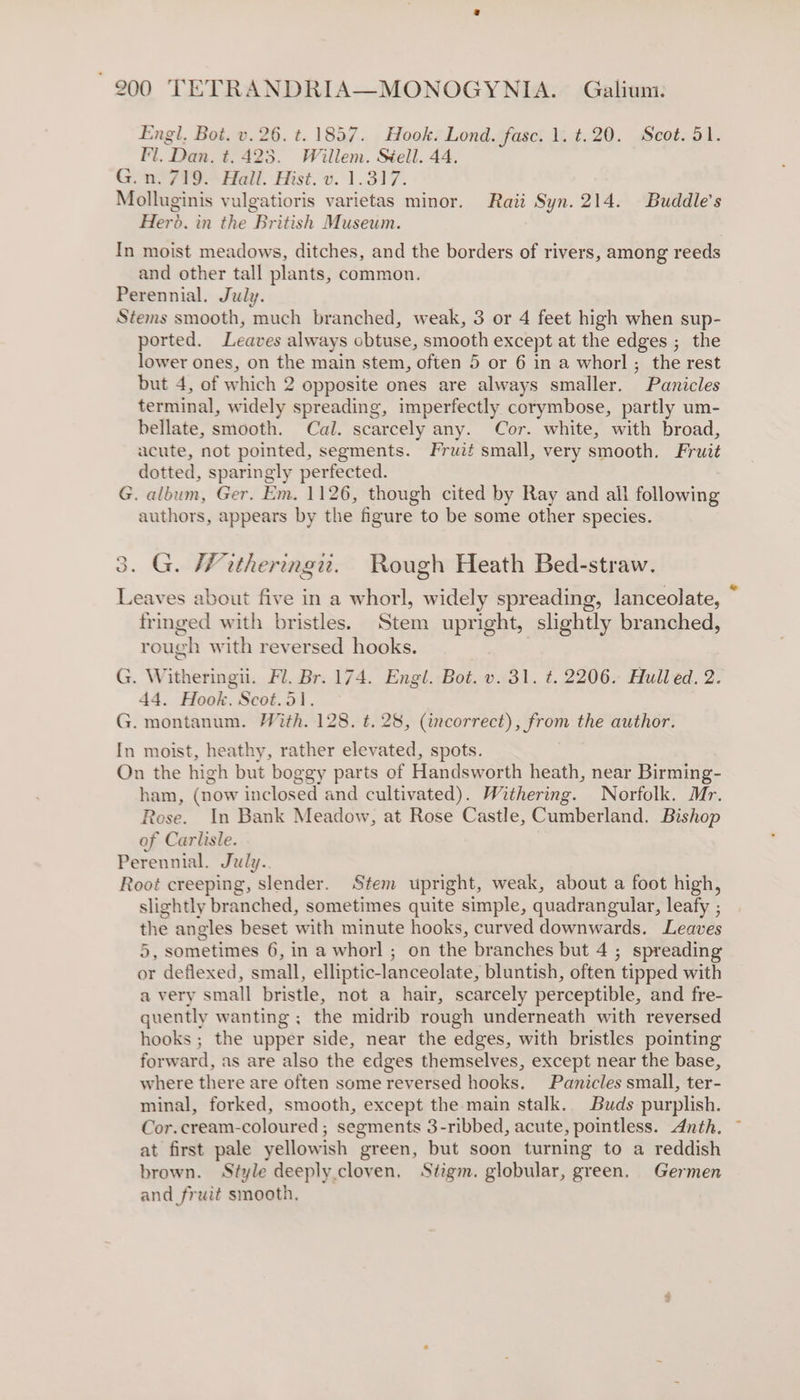 200 TETRANDRIA—MONOGYNIA. Galium.
Engl. Bot. v. 26. t. 1857. Hook. Lond. fasc. 1. t. 20. Scot. 51.
Fl. Dan. t. 423. Willem. Stell. 44.
G. n. 719. Hall. Hist. v. 1. 317.
Molluginis vulgatioris varietas minor. Raii Syn. 214. Buddle's
Herb. in the British Museum.
In moist meadows, ditches, and the borders of rivers, among reeds
and other tall plants, common.
Perennial. July.
Stems smooth, much branched, weak, 3 or 4 feet high when sup-
ported. Leaves always obtuse, smooth except at the edges; the
lower ones, on the main stem, often 5 or 6 in a whorl; the rest
but 4, of which 2 opposite ones are always smaller. Panicles
terminal, widely spreading, imperfectly corymbose, partly um-
bellate, smooth. Cal. scarcely any. Cor. white, with broad,
acute, not pointed, segments. Fruit small, very smooth. Fruit
dotted, sparingly perfected.
G. album, Ger. Em. 1126, though cited by Ray and all following
authors, appears by the figure to be some other species.
3. G. Witheringii. Rough Heath Bed-straw.
Leaves about five in a whorl, widely spreading, lanceolate,
fringed with bristles. Stem upright, slightly branched,
rough with reversed hooks.
G. Witheringii. Fl. Br. 174. Engl. Bot. v. 31. t. 2206. Hull ed. 2.
44. Hook. Scot. 51.
G. montanum. With. 128. t. 28, (incorrect), from the author.
In moist, heathy, rather elevated, spots.
On the high but boggy parts of Handsworth heath, near Birming-
ham, (now inclosed and cultivated). Withering. Norfolk. Mr.
Rose. In Bank Meadow, at Rose Castle, Cumberland. Bishop
of Carlisle.
Perennial. July.
Root creeping, slender. Stem upright, weak, about a foot high,
slightly branched, sometimes quite simple, quadrangular, leafy;
the angles beset with minute hooks, curved downwards. Leaves
5, sometimes 6, in a whorl; on the branches but 4; spreading
or deflexed, small, elliptic-lanceolate, bluntish, often tipped with
a very small bristle, not a hair, scarcely perceptible, and fre-
quently wanting; the midrib rough underneath with reversed
hooks; the upper side, near the edges, with bristles pointing
forward, as are also the edges themselves, except near the base,
where there are often some reversed hooks. Panicles small, ter-
minal, forked, smooth, except the main stalk. Buds purplish.
Cor. cream-coloured; segments 3-ribbed, acute, pointless. Anth.
at first pale yellowish green, but soon turning to a reddish
brown. Style deeply cloven. Stigm. globular, green. Germen
and fruit smooth.